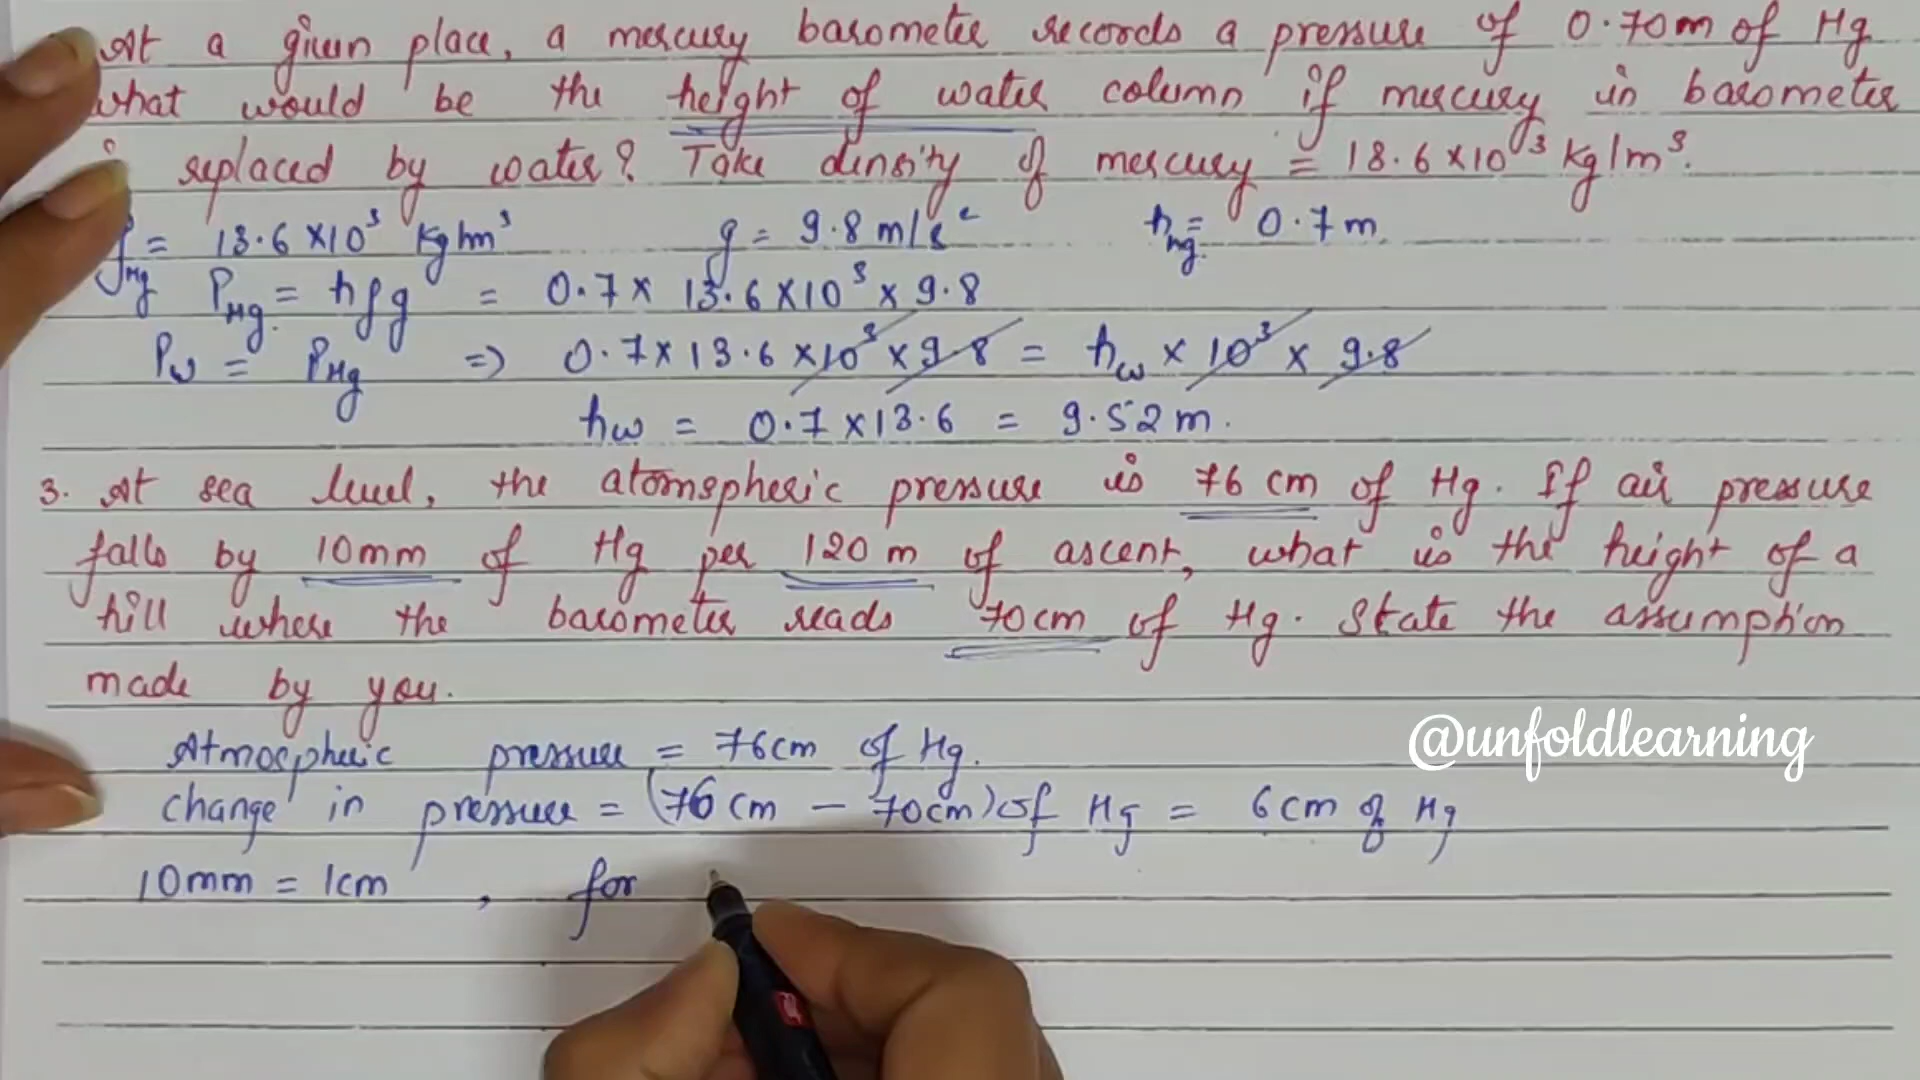 At a given place, a mercury barometer records a pressure of 0.70m of Hg
what would be the height of water column if mercury in barometer
is replaced by water? Take density of mercury = 13.6×10³ Kg/m³.
ρHg = 13.6×10³ Kg/m³ g = 9.8 m/s² hHg = 0.7m
PHg = hρg = 0.7× 13.6×10³ × 9.8
Pw = PHg => 0.7×13.6×10³×9.8 = hw × 10³ × 9.8
hw = 0.7×13.6 = 9.52m.
3. At sea level, the atomspheric pressure is 76 cm of Hg. If air pressure
falls by 10mm of Hg per 120 m of ascent, what is the height of a
hill where the barometer reads 70cm of Hg. State the assumption
made by you.
Atmospheric pressure = 76cm of Hg.
@unfoldlearning
change in pressure = (76cm - 70cm) of Hg = 6cm of Hg
10mm = 1cm , for